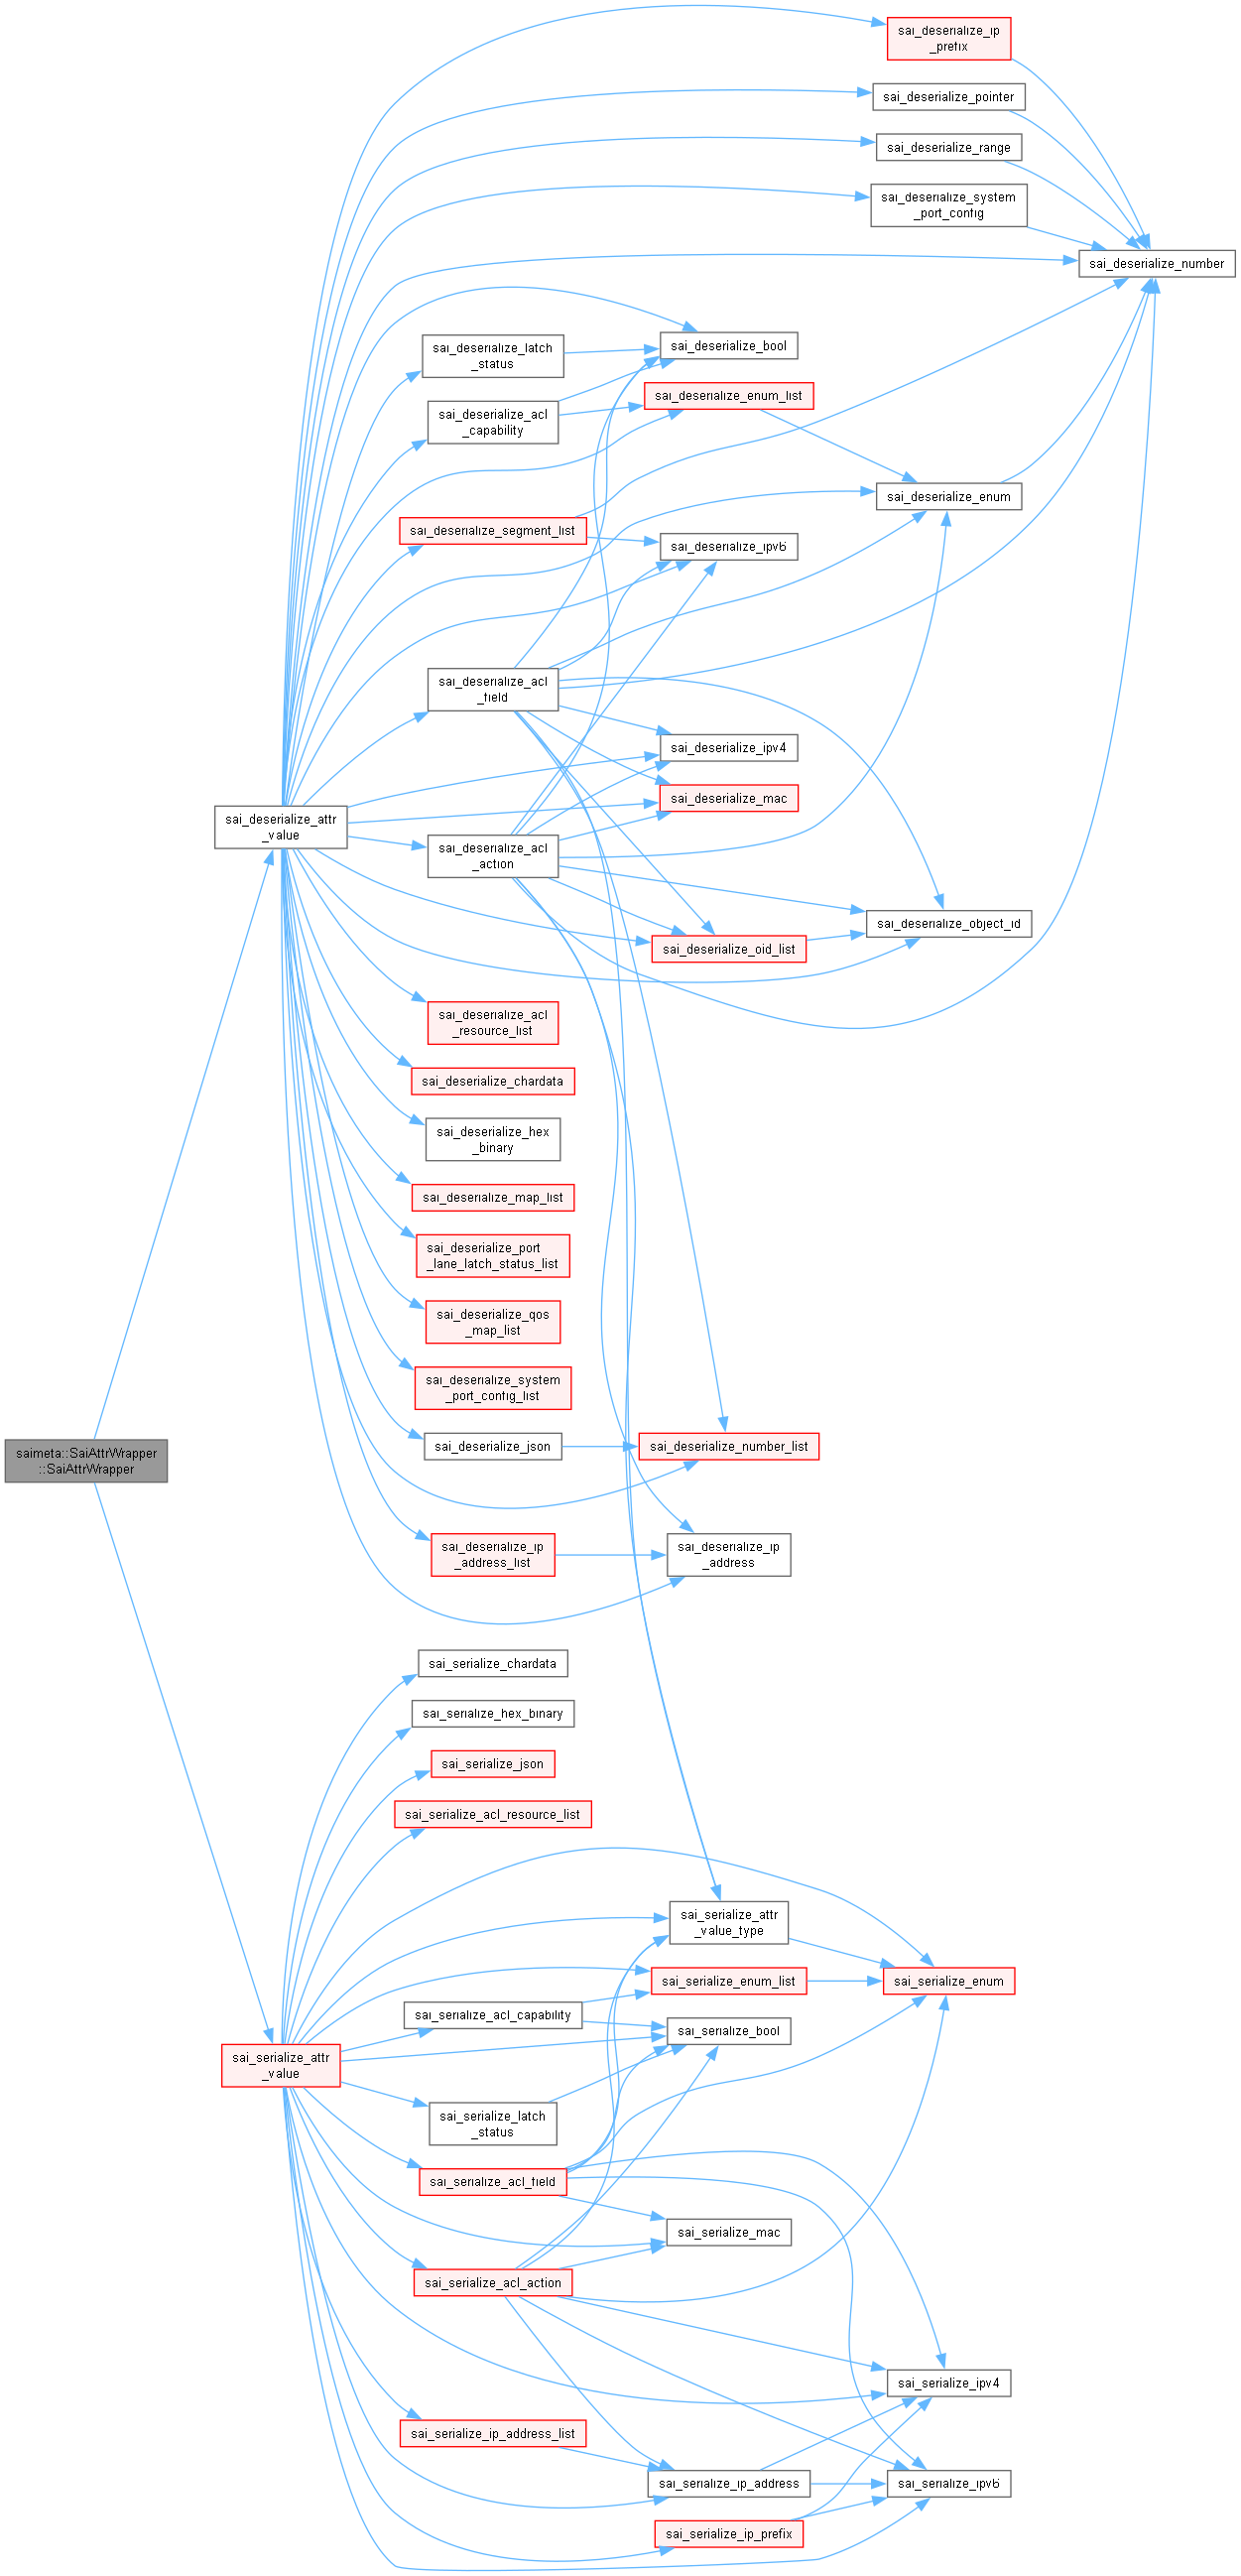 sai_deserialize_ip
_prefix
sai_deserialize_pointer
sai_deserialize_range
sai_deserialize_system
_port_config
sai_deserialize_number
sai_deserialize_latch
_status
sai_deserialize_bool
sai_deserialize_enum_list
sai_deserialize_acl
_capability
sai_deserialize_enum
sai_deserialize_segment_list
sai_deserialize_ipv6
sai_deserialize_acl
_field
sai_deserialize_ipv4
sai_deserialize_mac
sai_deserialize_attr
_value
sai_deserialize_acl
_action
sai_deserialize_object_id
sai_deserialize_oid_list
sai_deserialize_acl
_resource_list
sai_deserialize_chardata
sai_deserialize_hex
_binary
sai_deserialize_map_list
sai_deserialize_port
_lane_latch_status_list
sai_deserialize_qos
_map_list
sai_deserialize_system
_port_config_list
sai_deserialize_json
sai_deserialize_number_list
saimeta::SaiAttrWrapper
::SaiAttrWrapper
sai_deserialize_ip
_address_list
sai_deserialize_ip
_address
sai_serialize_chardata
sai_serialize_hex_binary
sai_serialize_json
sai_serialize_acl_resource_list
sai_serialize_attr
_value_type
sai_serialize_enum_list
sai_serialize_enum
sai_serialize_acl_capability
sai_serialize_bool
sai_serialize_attr
_value
sai_serialize_latch
_status
sai_serialize_acl_field
sai_serialize_mac
sai_serialize_acl_action
sai_serialize_ipv4
sai_serialize_ip_address_list
sai_serialize_ip_address
sai_serialize_ipv6
sai_serialize_ip_prefix